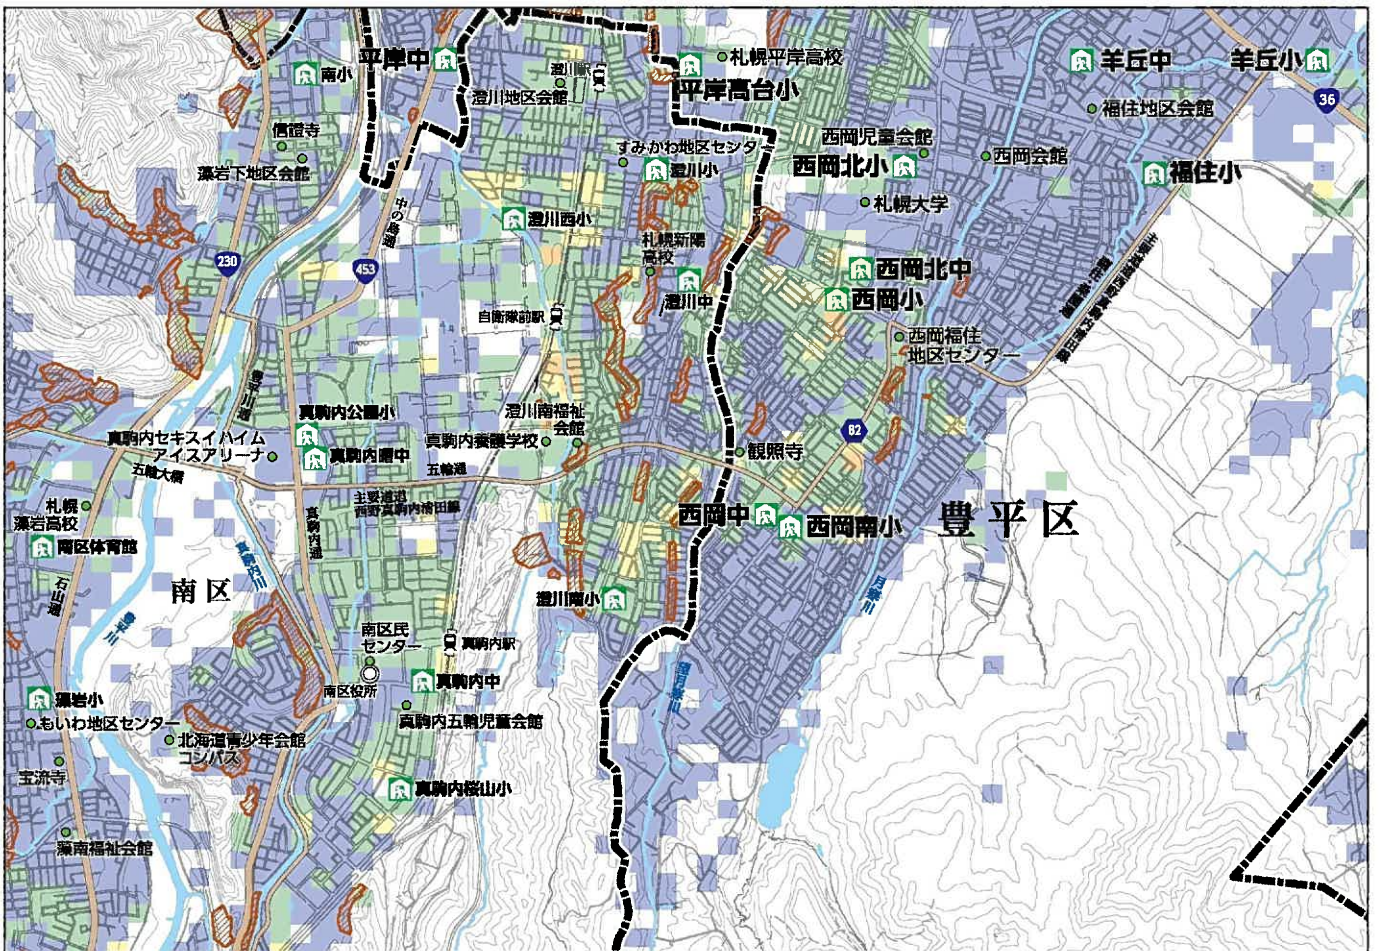 平岸中
南小
澄川駅
澄川地区会館
札幌平岸高校
平岸高台小
羊丘中
羊丘小
36
福住地区会館
信證寺
藻岩下地区会館
すみかわ地区センタ
澄川小
西岡児童会館
西岡北小
西岡会館
福住小
札幌大学
中の島通
澄川西小
230
453
札幌新陽
高校
澄川中
西岡北中
西岡小
自衛隊前駅
西岡福住
地区センター
真駒内公園小
澄川南福祉
会館
真駒内セキスイハイム
アイスアリーナ
真駒内曙中
真駒内養護学校
82
観照寺
五輪大橋
五輪通
主要道道
西野真駒内清田線
札幌
藻岩高校
南区体育館
真駒内通
西岡中
西岡南小
豊平区
石山通
南区
真駒内川
豊平川
月寒川
澄川南小
南区民
センター
真駒内駅
南区役所
真駒内中
望月寒川
藻岩小
もいわ地区センター
真駒内五輪児童会館
北海道青少年会館
コンパス
宝流寺
真駒内桜山小
藻南福祉会館